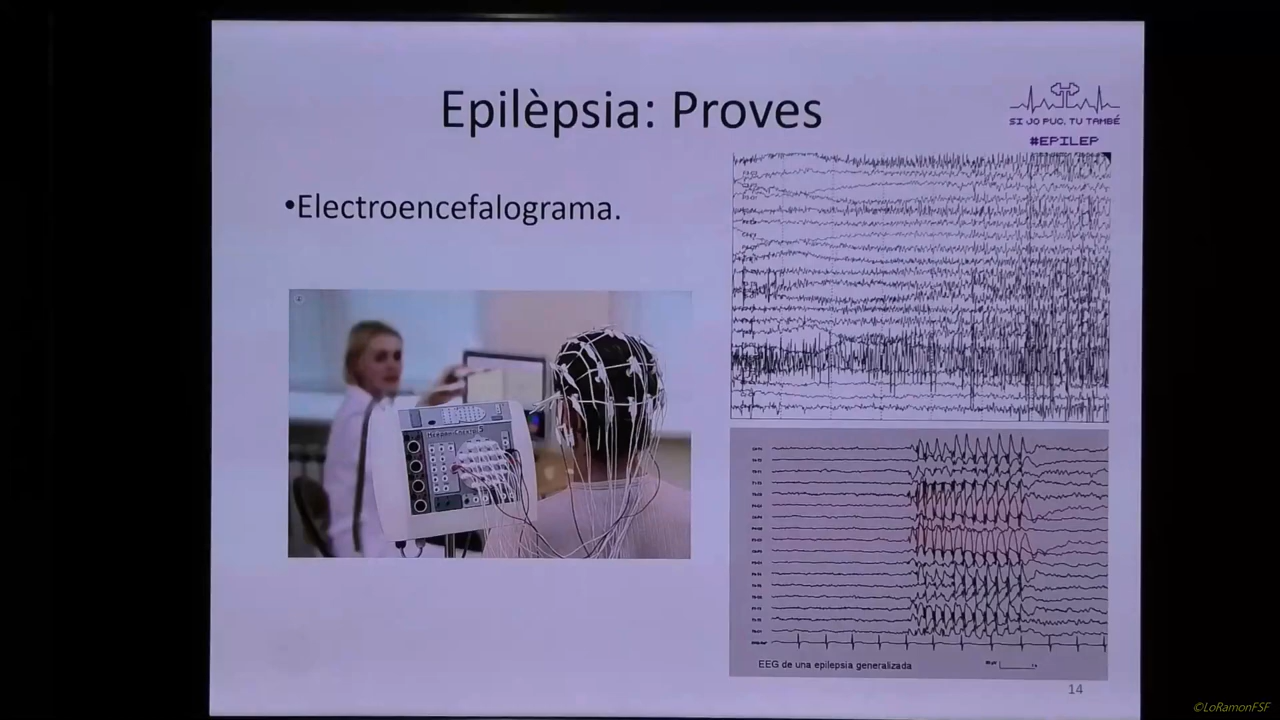 Epilèpsia: Proves
SI JO PUC, TU TAMBÉ
#EPILEP
•Electroencefalograma.
EEG de una epilepsia generalizada
14
©LoRamonFSF